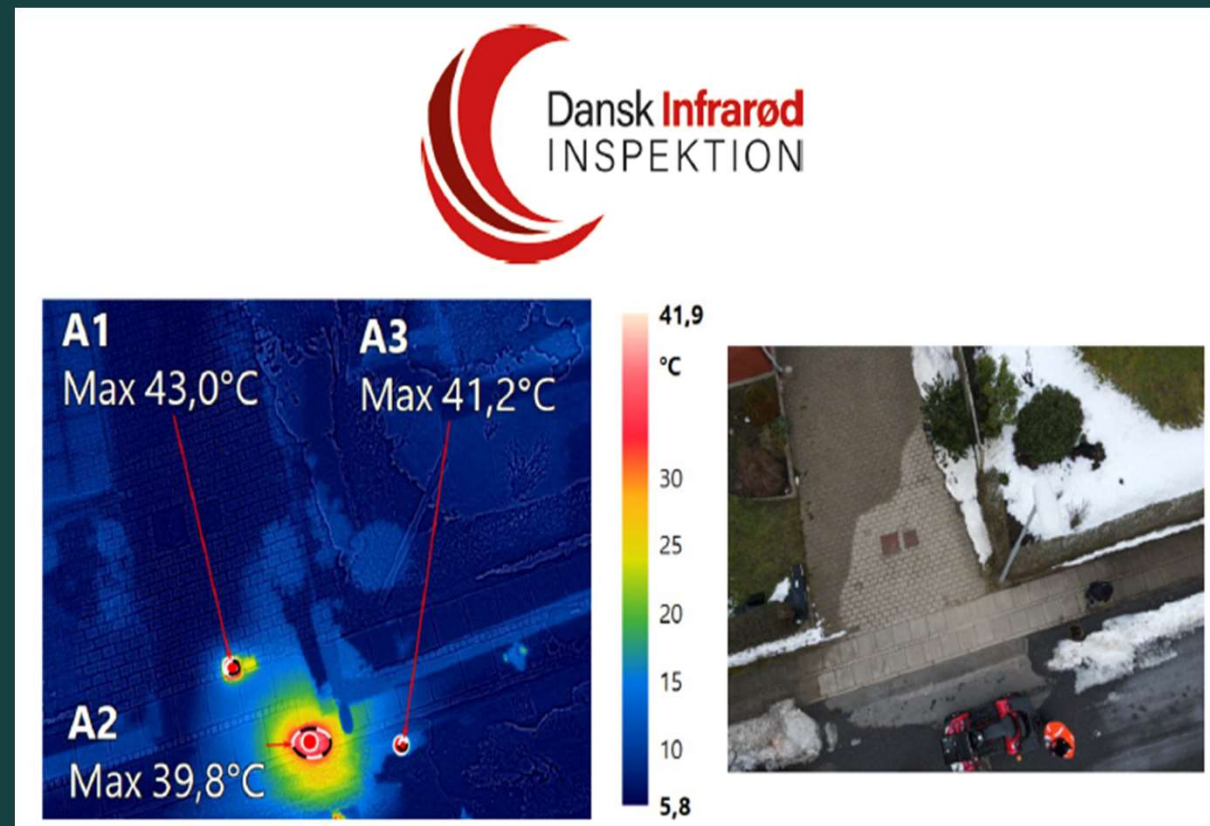 Dansk Infrarød
INSPEKTION
A1
Max 43,0°C
A3
Max 41,2°C
A2
Max 39,8°C
41,9
°C
30
25
20
15
10
5,8